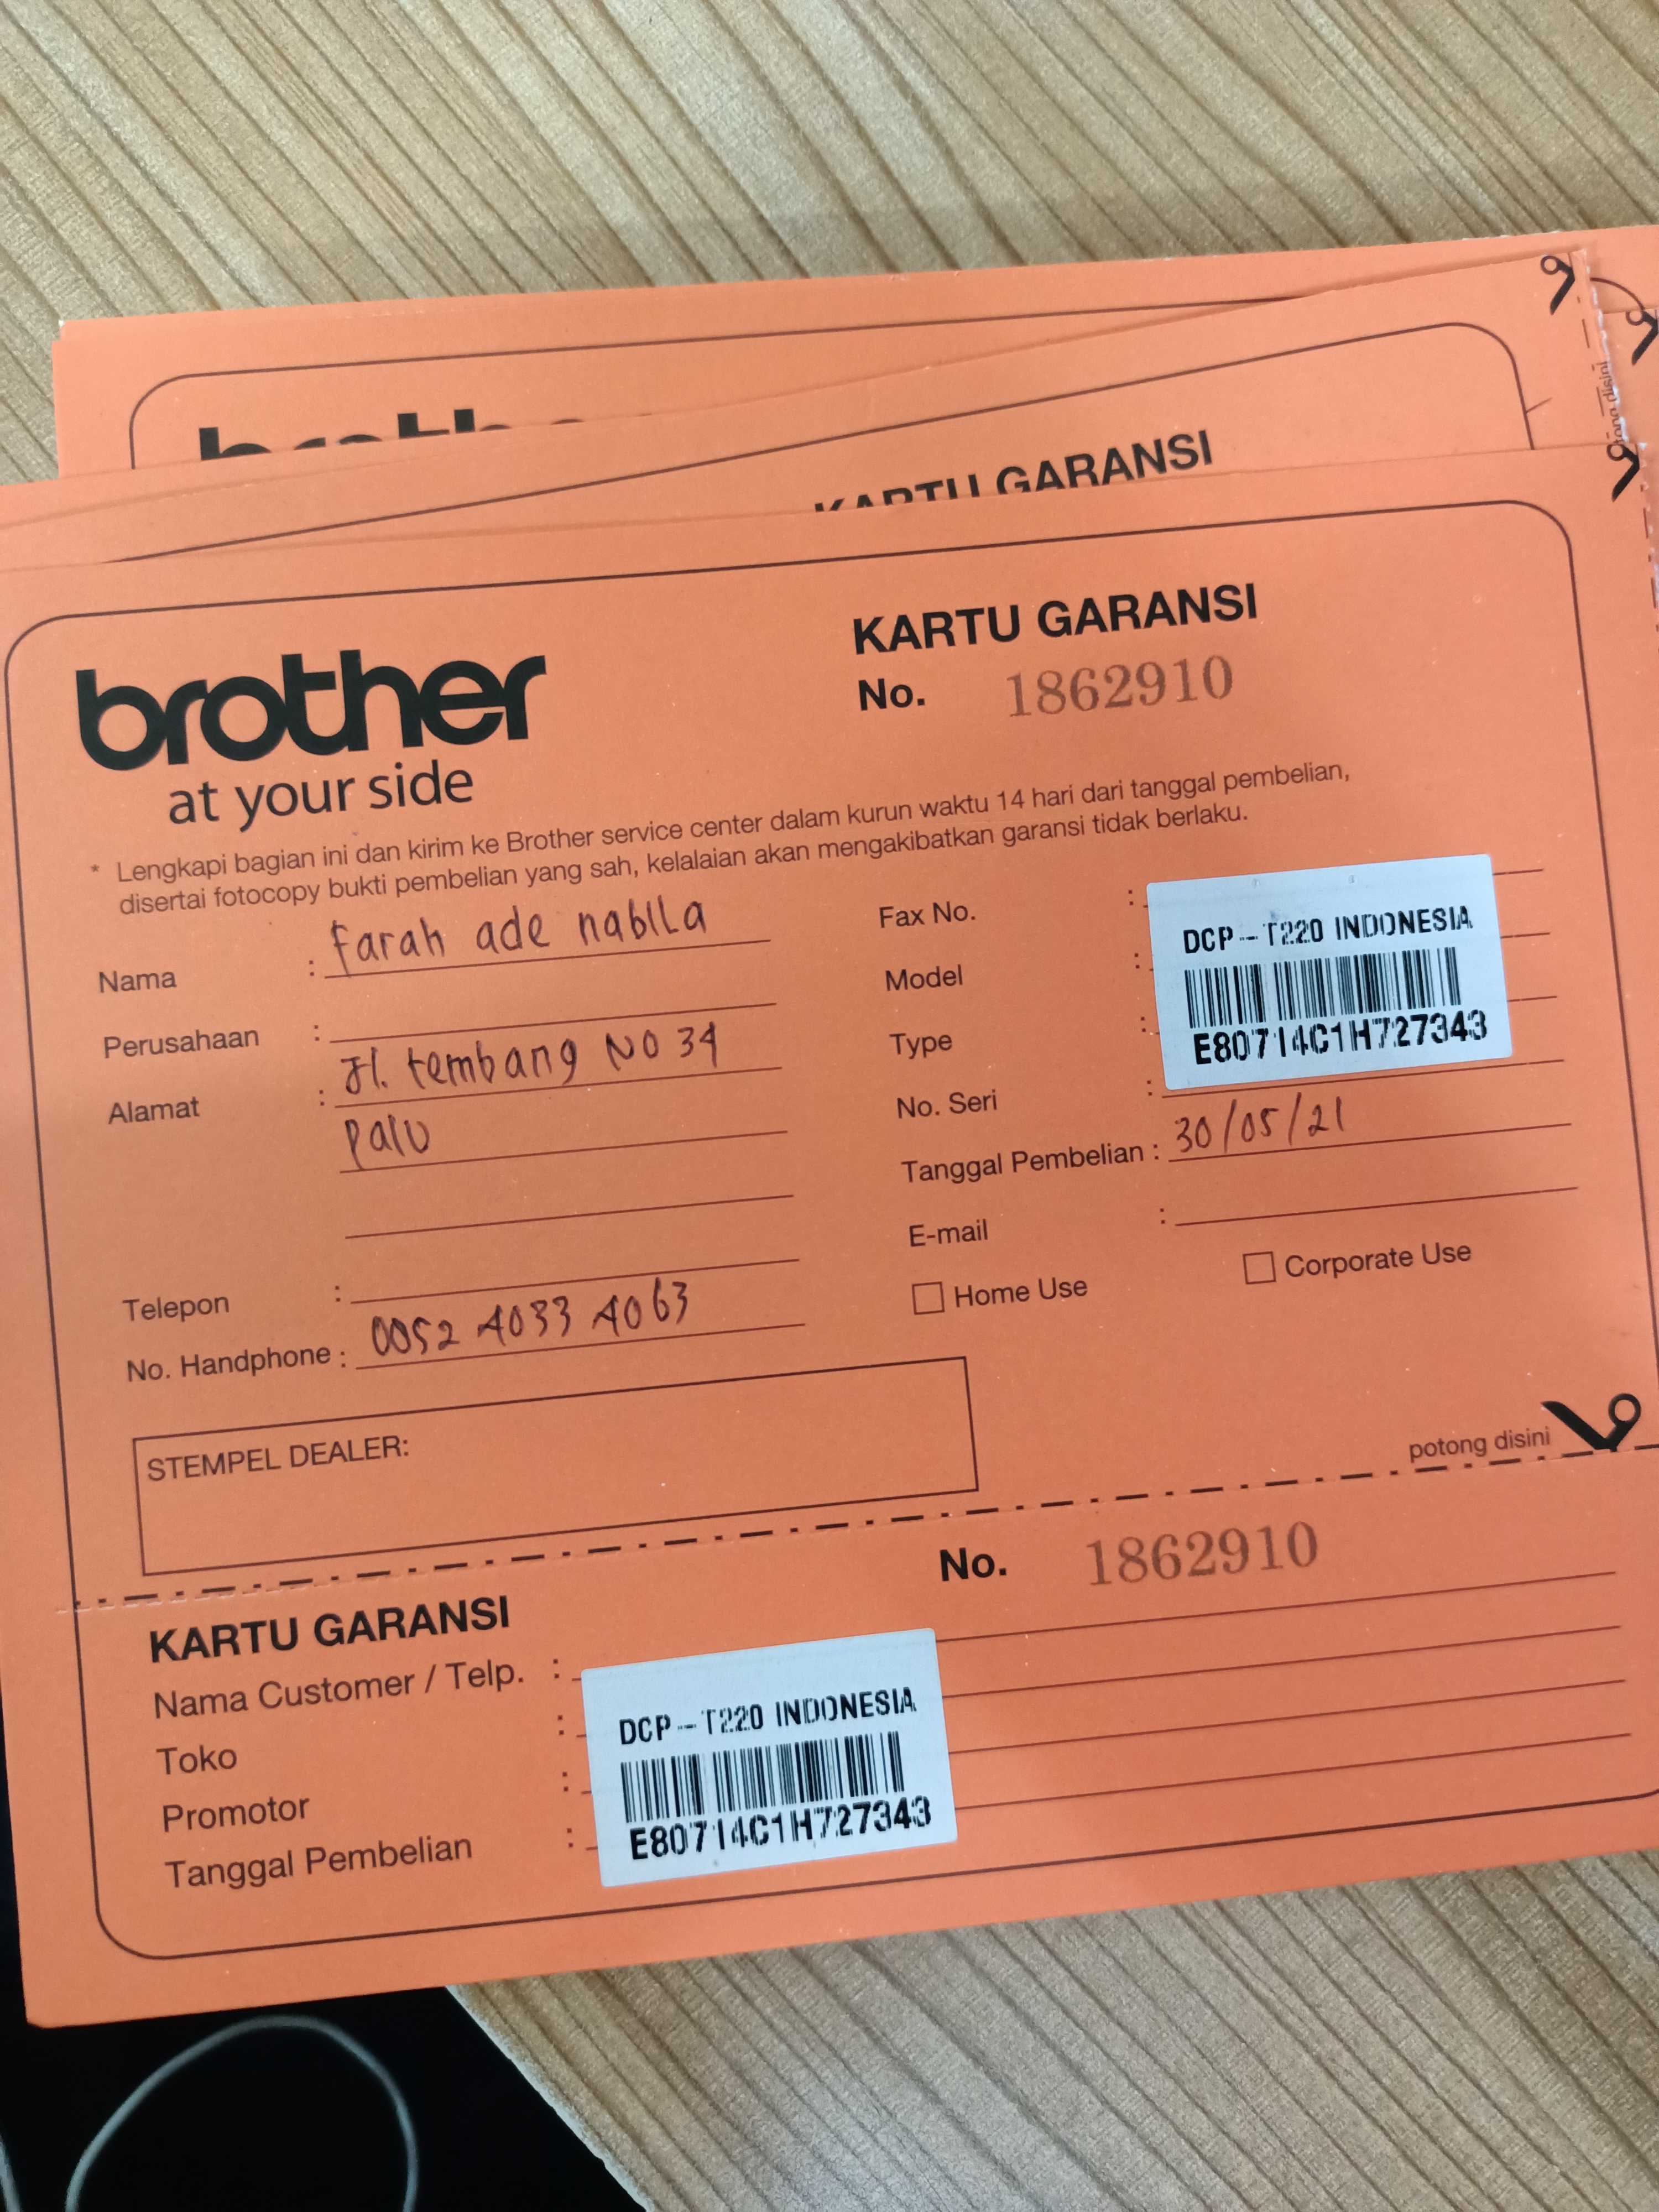 KARTU GARANSI
brother
at your side
KARTU GARANSI
No. 1862910
* Lengkapi bagian ini dan kirim ke Brother service center dalam kurun waktu 14 hari dari tanggal pembelian,
disertai fotocopy bukti pembelian yang sah, kelalaian akan mengakibatkan garansi tidak berlaku.
Nama : farah ade nabila
Perusahaan :
Alamat : Jl. tembang NO 34
palu
Telepon :
No. Handphone : 0052 4033 4063
Fax No. :
Model :
Type :
No. Seri :
DCP-T220 INDONESIA
E80714C1H727343
Tanggal Pembelian : 30/05/21
E-mail :
Home Use
Corporate Use
STEMPEL DEALER:
potong disini
KARTU GARANSI
No. 1862910
Nama Customer / Telp. :
Toko :
Promotor :
Tanggal Pembelian :
DCP-T220 INDONESIA
E80714C1H727343